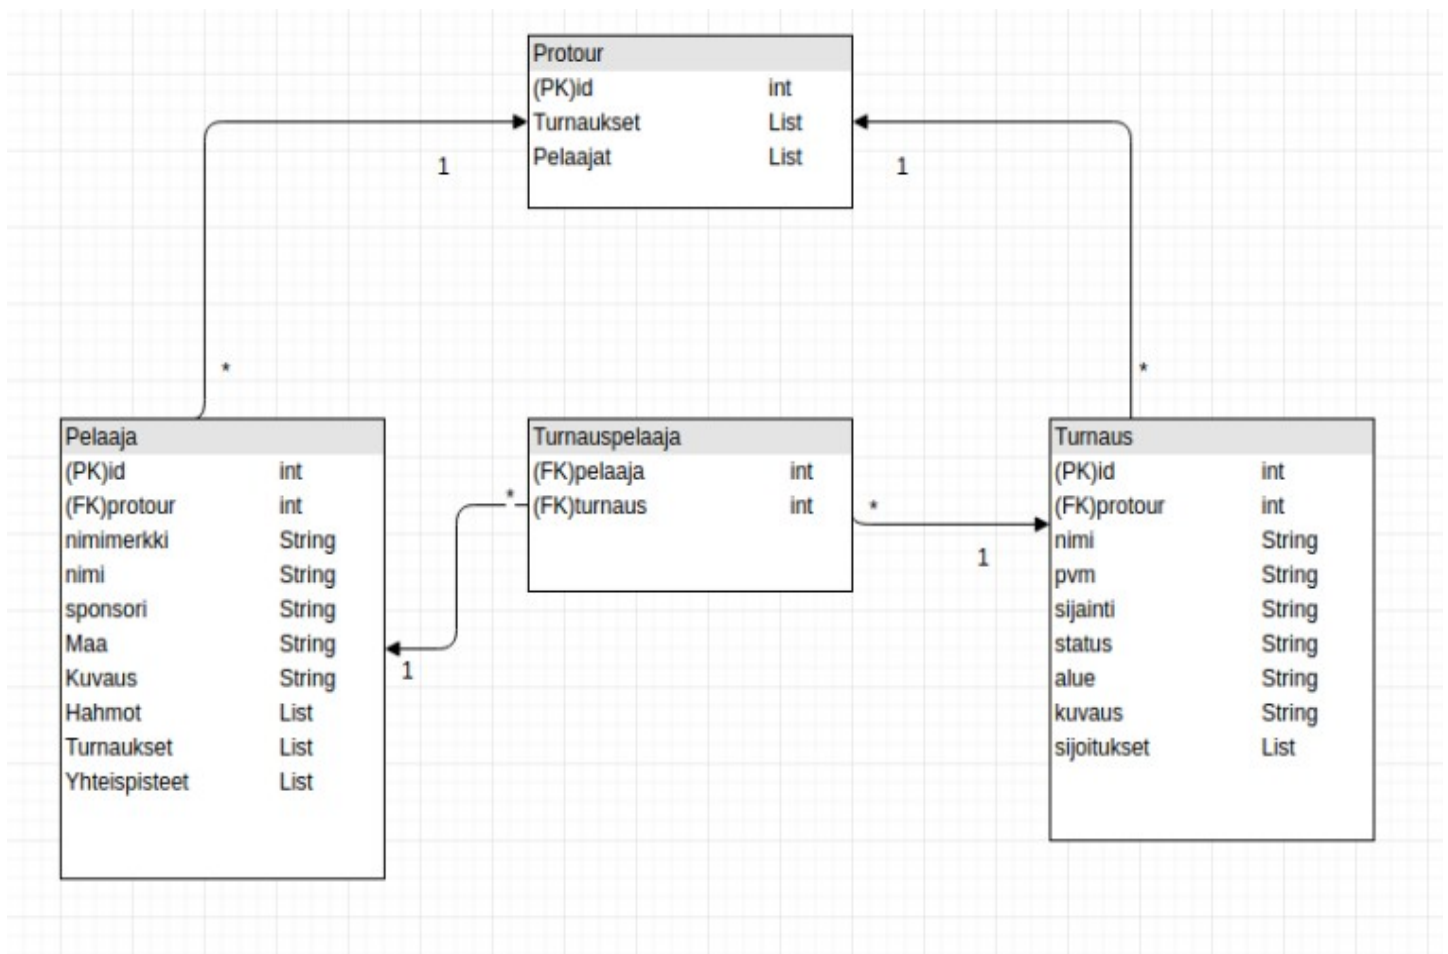 Protour
(PK)id int
Turnaukset List
Pelaajat List
1
1
*
*
Pelaaja
(PK)id int
(FK)protour int
nimimerkki String
nimi String
sponsori String
Maa String
Kuvaus String
Hahmot List
Turnaukset List
Yhteispisteet List
*
1
Turnauspelaaja
(FK)pelaaja int
(FK)turnaus int
*
1
Turnaus
(PK)id int
(FK)protour int
nimi String
pvm String
sijainti String
status String
alue String
kuvaus String
sijoitukset List